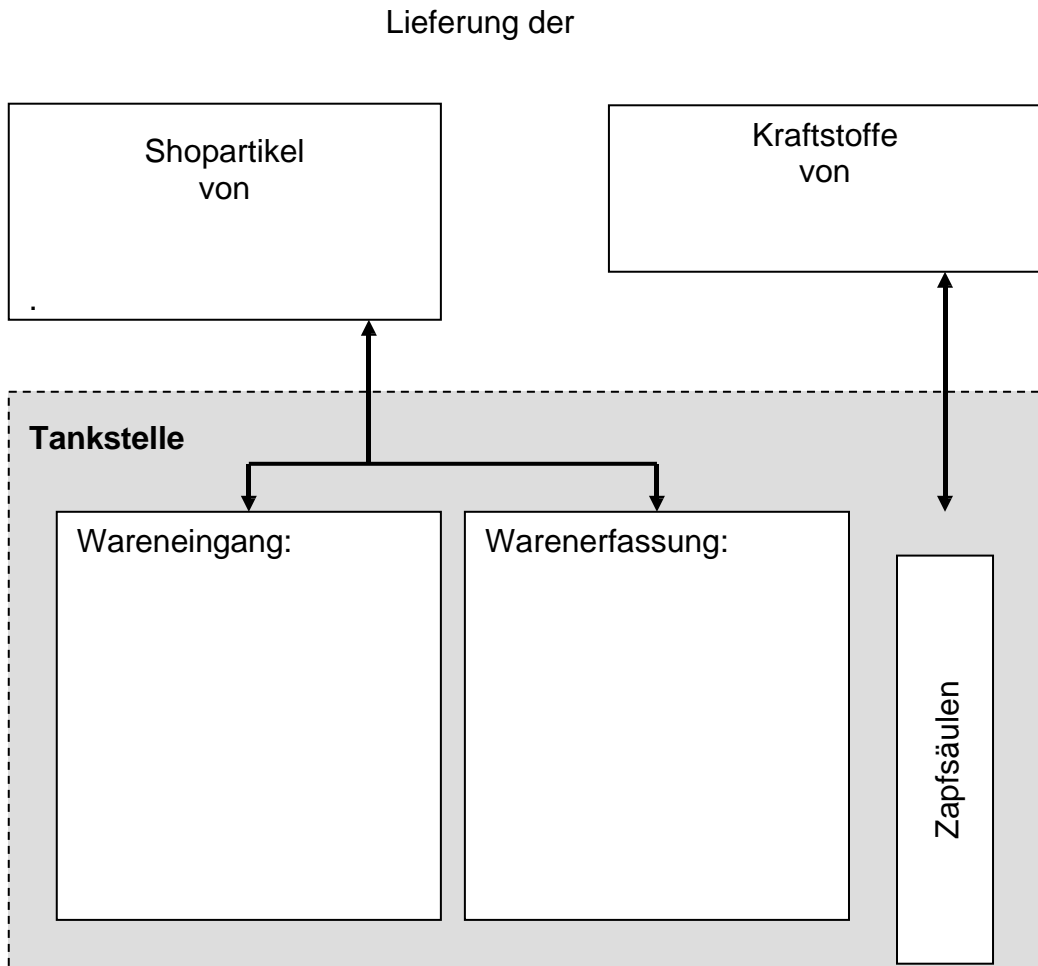 Lieferung der
Shopartikel
von
.
Kraftstoffe
von
Tankstelle
Wareneingang:
Warenerfassung:
Zapfsäulen